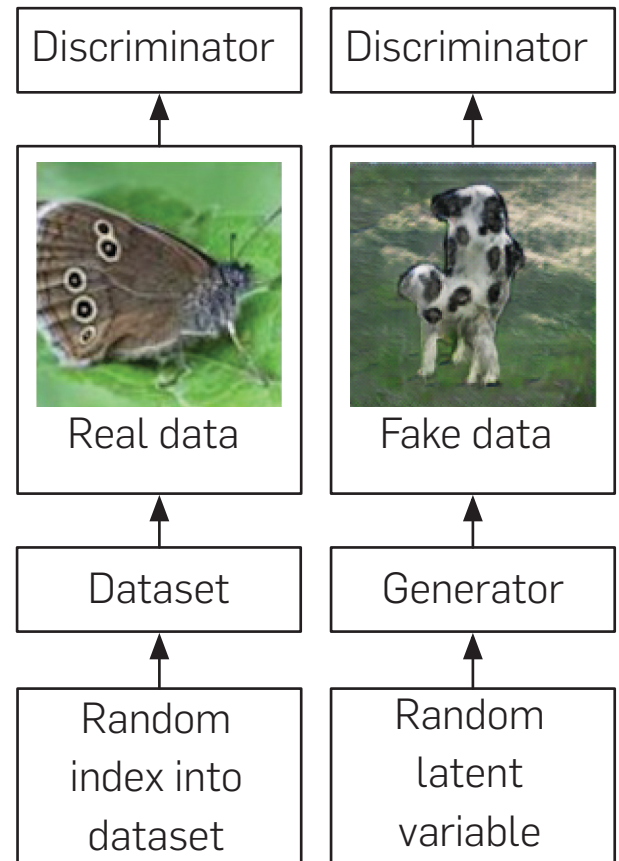 Discriminator
Discriminator
Real data
Fake data
Dataset
Generator
Random
index into
dataset
Random
latent
variable